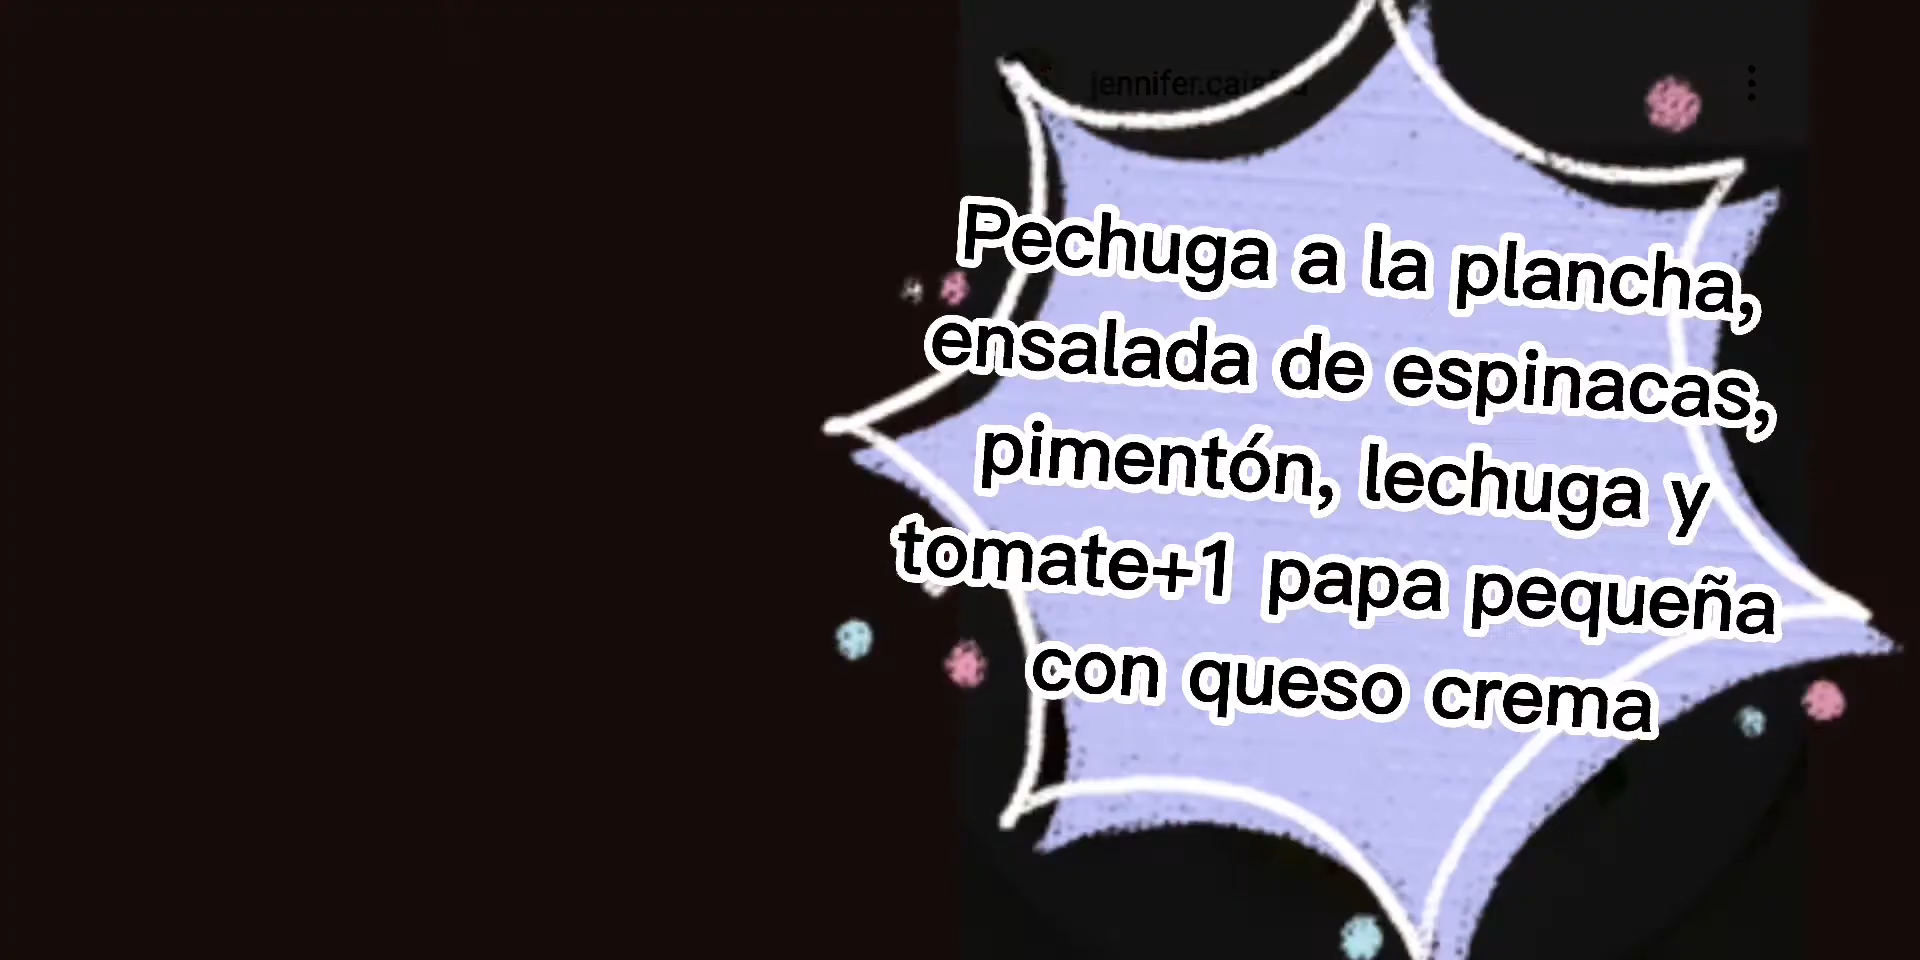 Pechuga a la plancha,
ensalada de espinacas,
pimentón, lechuga y
tomate+1 papa pequeña
con queso crema